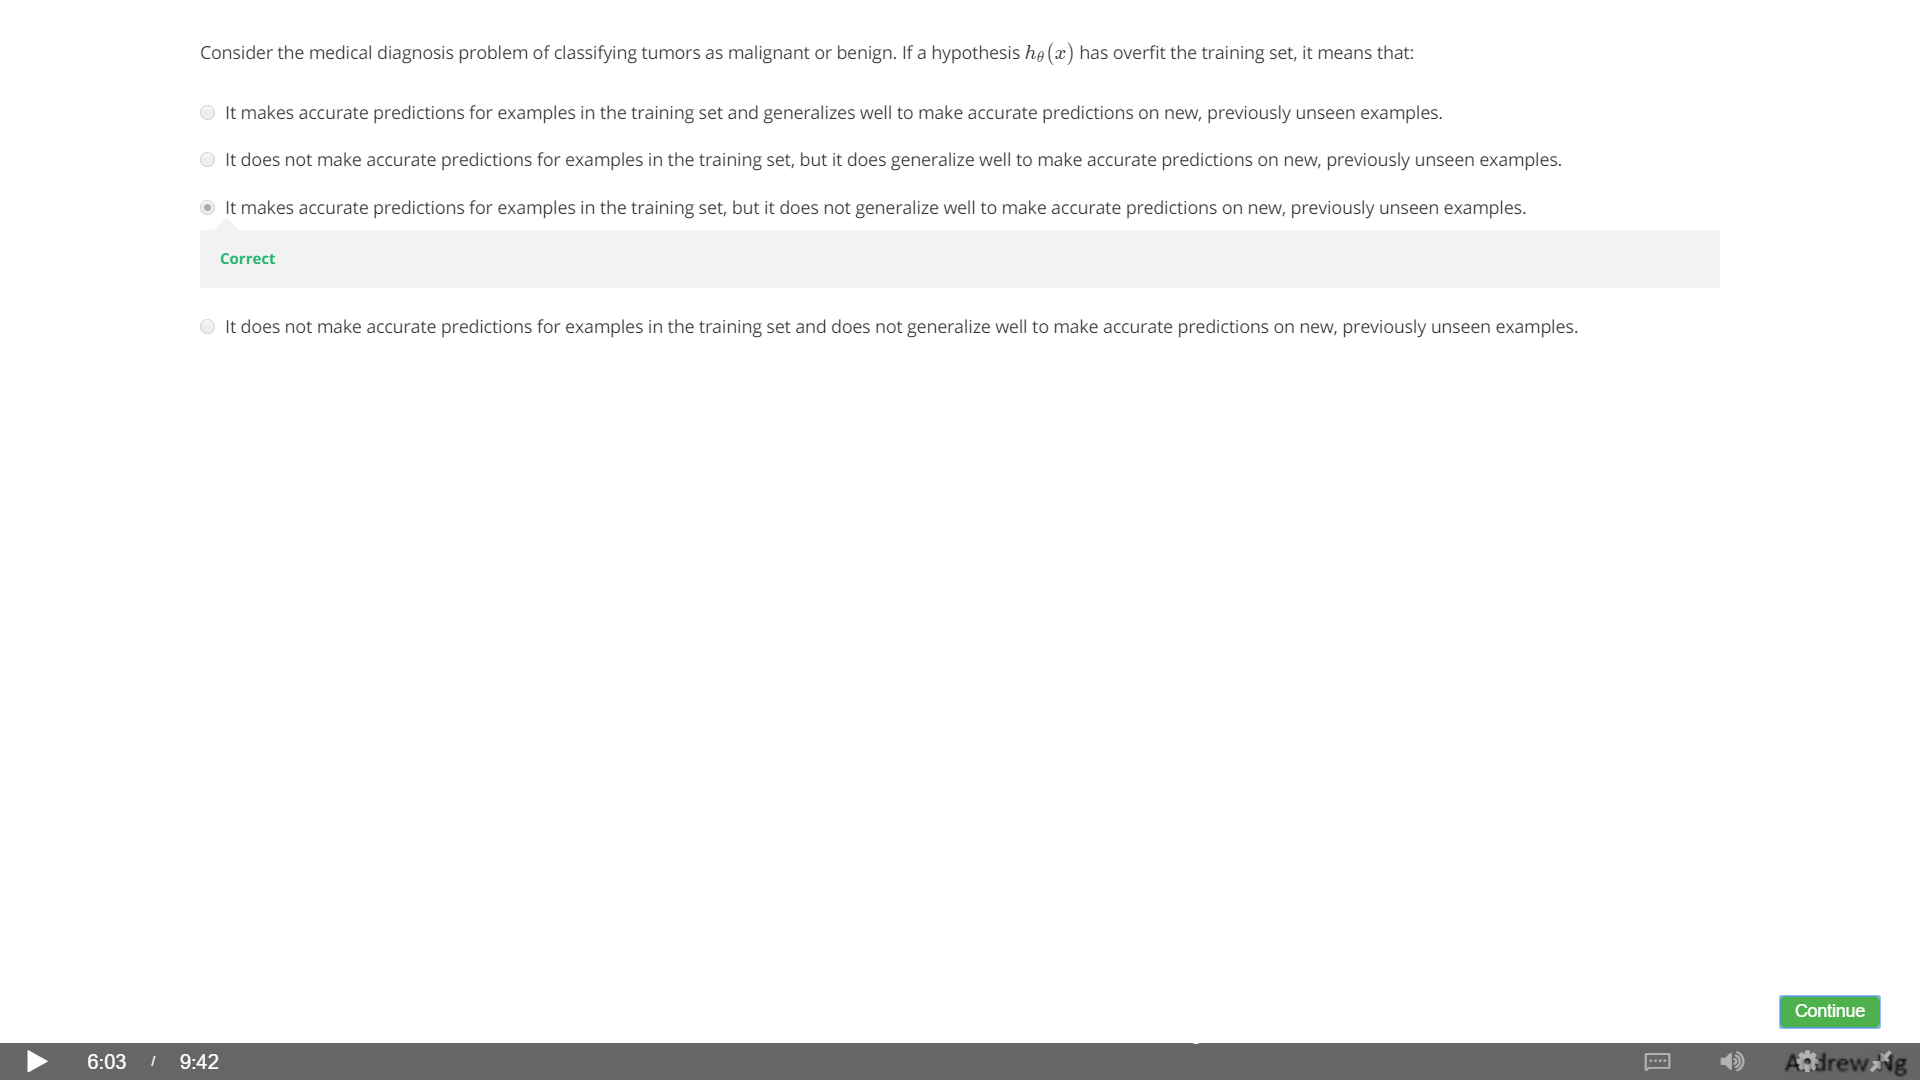 Consider the medical diagnosis problem of classifying tumors as malignant or benign. If a hypothesis hθ(x) has overfit the training set, it means that:
It makes accurate predictions for examples in the training set and generalizes well to make accurate predictions on new, previously unseen examples.
It does not make accurate predictions for examples in the training set, but it does generalize well to make accurate predictions on new, previously unseen examples.
It makes accurate predictions for examples in the training set, but it does not generalize well to make accurate predictions on new, previously unseen examples.
Correct
It does not make accurate predictions for examples in the training set and does not generalize well to make accurate predictions on new, previously unseen examples.
Continue
6:03 / 9:42
Andrew Ng